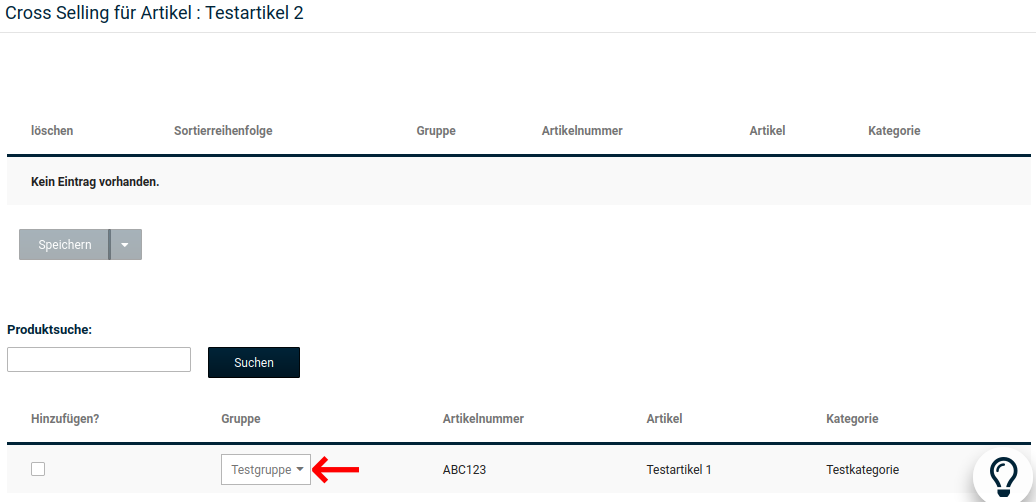 Cross Selling für Artikel : Testartikel 2
löschen Sortierreihenfolge Gruppe Artikelnummer Artikel Kategorie
Kein Eintrag vorhanden.
Speichern
Produktsuche:
Suchen
Hinzufügen? Gruppe Artikelnummer Artikel Kategorie
Testgruppe ABC123 Testartikel 1 Testkategorie